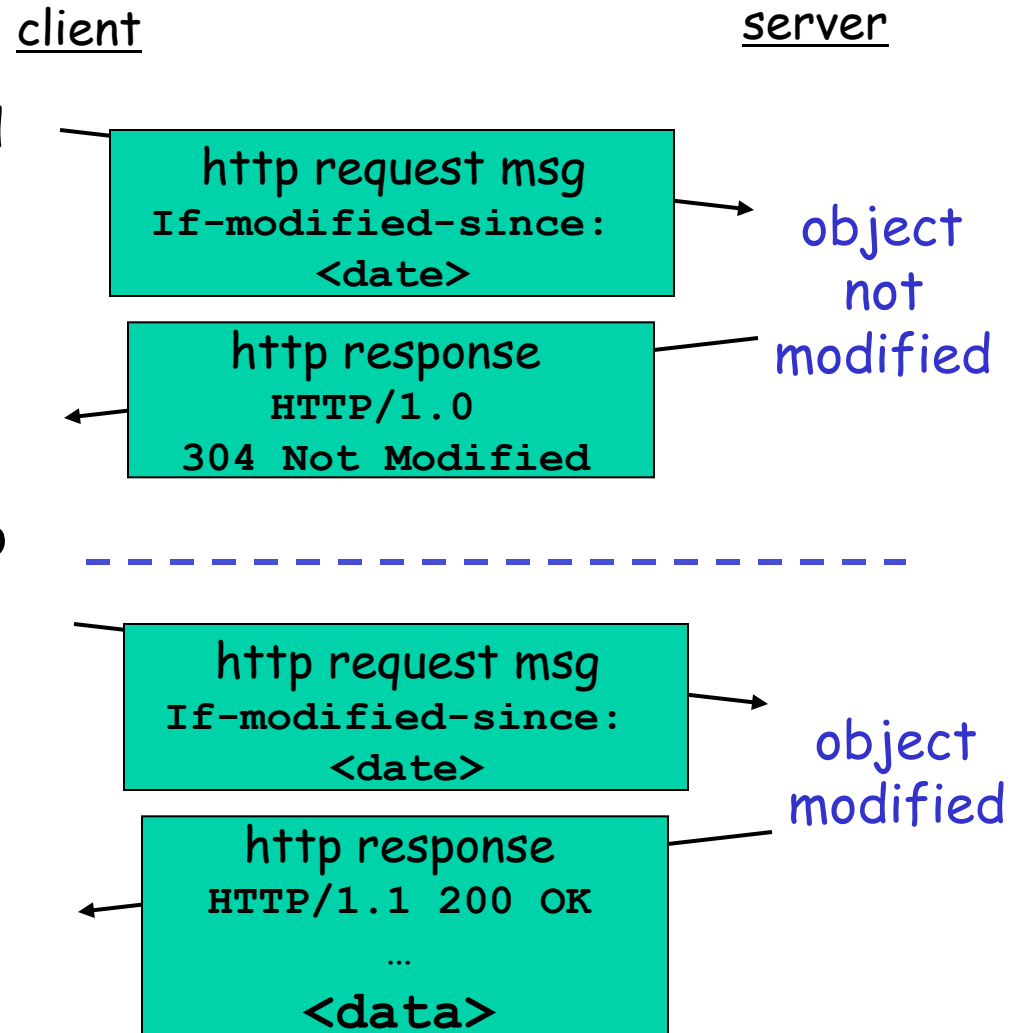 client
server
http request msg
If-modified-since:
<date>
object
not
modified
http response
HTTP/1.0
304 Not Modified
http request msg
If-modified-since:
<date>
object
modified
http response
HTTP/1.1 200 OK
…
<data>